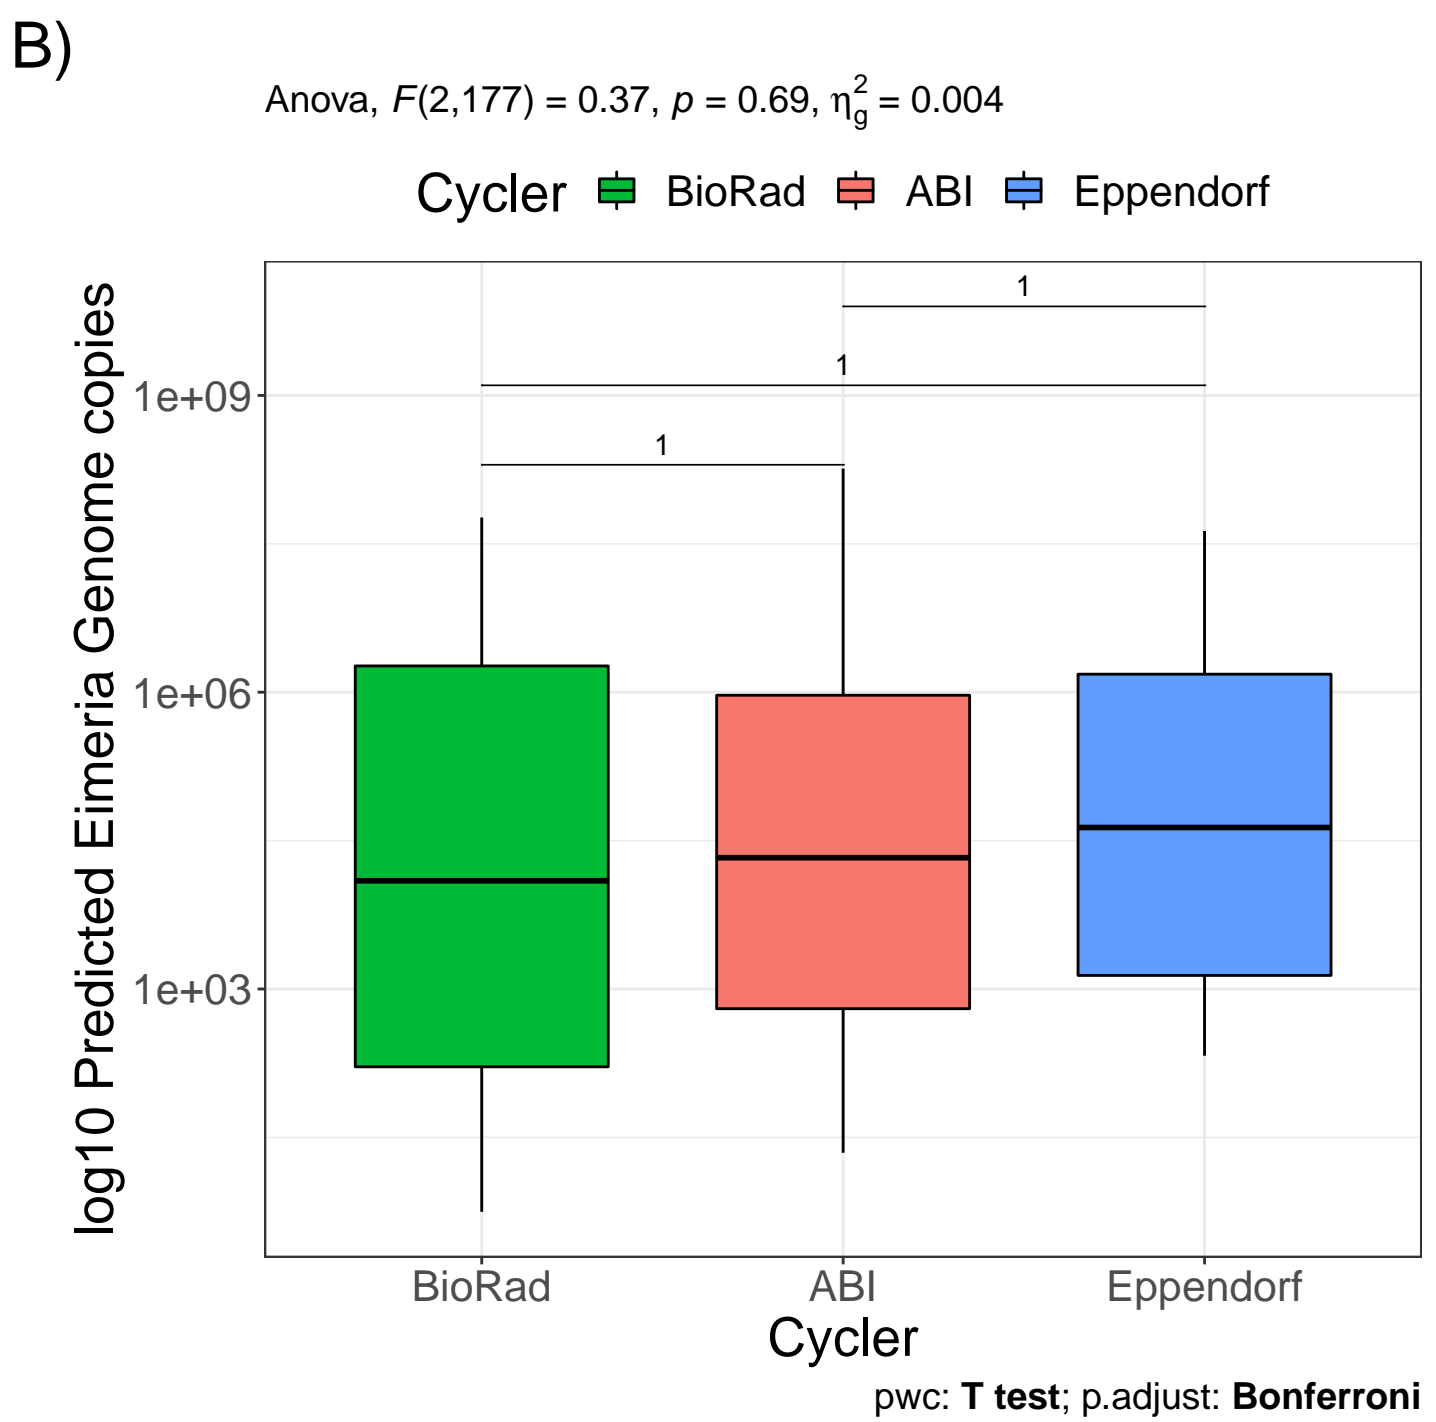 B)
Anova, F(2,177) = 0.37, p = 0.69, η²g = 0.004
Cycler BioRad ABI Eppendorf
log10 Predicted Eimeria Genome copies
1
1
1e+09
1
1e+06
1e+03
BioRad ABI Eppendorf
Cycler
pwc: T test; p.adjust: Bonferroni